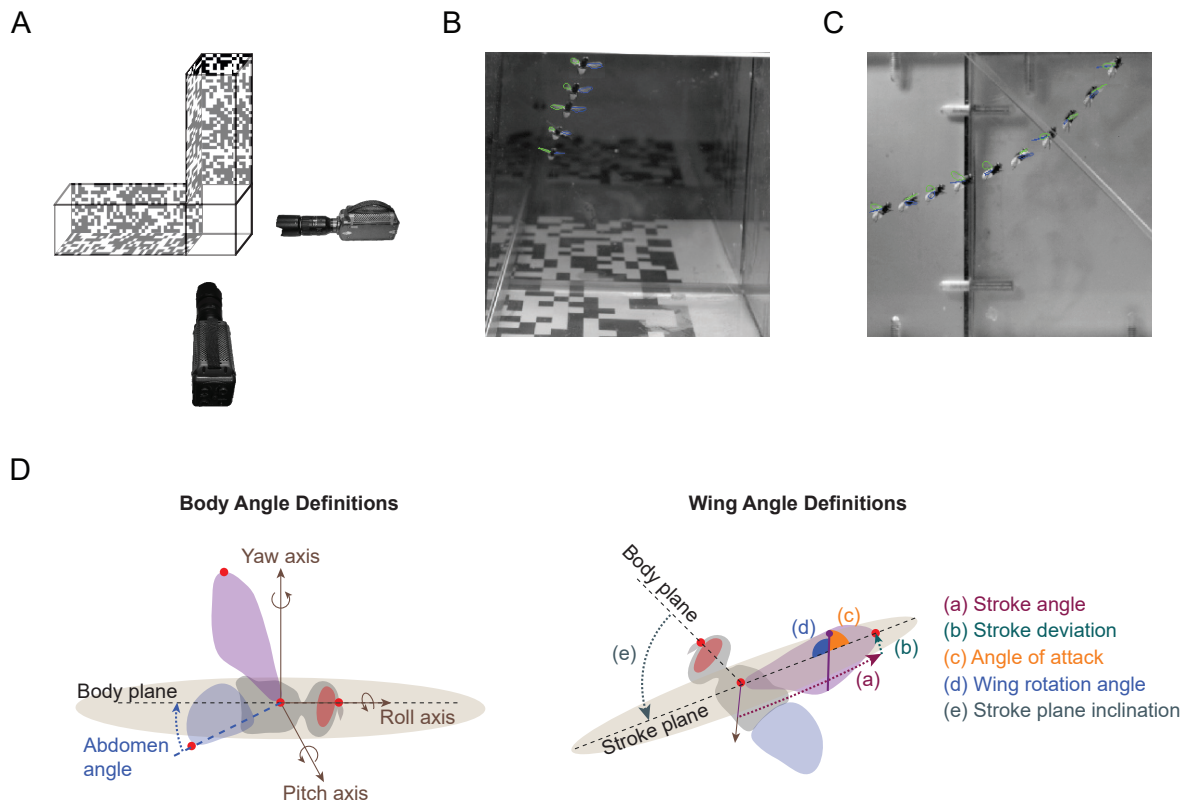 A
B
C
D
Body Angle Definitions
Yaw axis
Body plane
Roll axis
Abdomen
angle
Pitch axis
Wing Angle Definitions
Body plane
(e)
(d)
(c)
(b)
(a)
Stroke plane
(a) Stroke angle
(b) Stroke deviation
(c) Angle of attack
(d) Wing rotation angle
(e) Stroke plane inclination